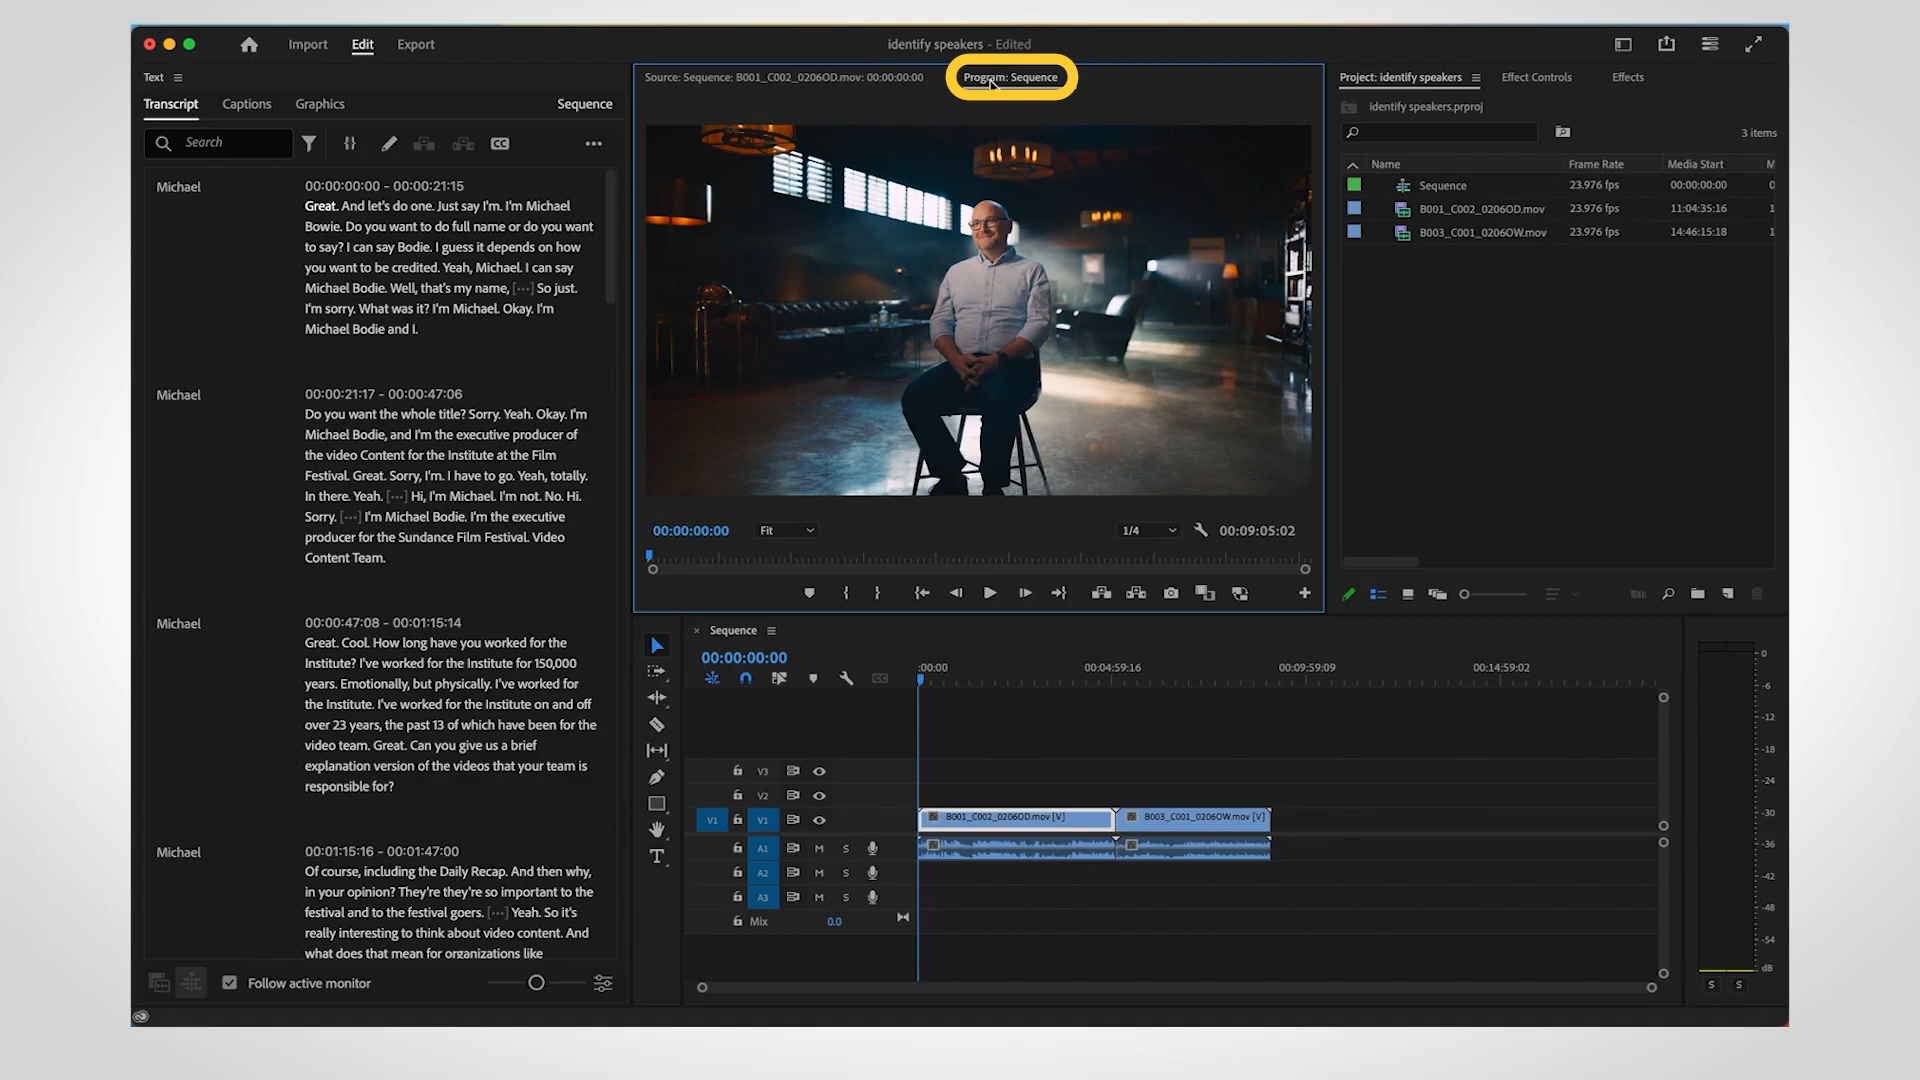 Import
Edit
Export
identify speakers - Edited
Text
Transcript
Captions
Graphics
Sequence
Search
CC
Michael
00:00:00:00 - 00:00:21:15
Great. And let's do one. Just say I'm. I'm Michael
Bowie. Do you want to do full name or do you want
to say? I can say Bodie. I guess it depends on how
you want to be credited. Yeah, Michael. I can say
Michael Bodie. Well, that's my name, [...] So just.
I'm sorry. What was it? I'm Michael. Okay. I'm
Michael Bodie and I.
Michael
00:00:21:17 - 00:00:47:06
Do you want the whole title? Sorry. Yeah. Okay. I'm
Michael Bodie, and I'm the executive producer of
the video Content for the Institute at the Film
Festival. Great. Sorry, I'm. I have to go. Yeah, totally.
In there. Yeah. [...] Hi, I'm Michael. I'm not. No. Hi.
Sorry. [...] I'm Michael Bodie. I'm the executive
producer for the Sundance Film Festival. Video
Content Team.
Michael
00:00:47:08 - 00:01:15:14
Great. Cool. How long have you worked for the
Institute? I've worked for the Institute for 150,000
years. Emotionally, but physically. I've worked for
the Institute. I've worked for the Institute on and off
over 23 years, the past 13 of which have been for the
video team. Great. Can you give us a brief
explanation version of the videos that your team is
responsible for?
Michael
00:01:15:16 - 00:01:47:00
Of course, including the Daily Recap. And then why,
in your opinion? They're they're so important to the
festival and to the festival goers. [...] Yeah. So it's
really interesting to think about video content. And
what does that mean for organizations like
Follow active monitor
Source: Sequence: B001_C002_0206OD.mov: 00:00:00:00
Program: Sequence
00:00:00:00
Fit
1/4
00:09:05:02
Project: identify speakers
Effect Controls
Effects
identify speakers.prproj
3 items
Name
Frame Rate
Media Start
M
Sequence
23.976 fps
00:00:00:00
0
B001_C002_0206OD.mov
23.976 fps
11:04:35:16
1
B003_C001_0206OW.mov
23.976 fps
14:46:15:18
1
× Sequence
00:00:00:00
CC
:00:00
00:04:59:16
00:09:59:09
00:14:59:02
V3
V2
V1
V1
B001_C002_0206OD.mov [V]
B003_C001_0206OW.mov [V]
A1
M
S
A2
M
S
A3
M
S
Mix
0.0
T
0
-6
-12
-18
-24
-30
-36
-42
-48
-54
dB
S
S